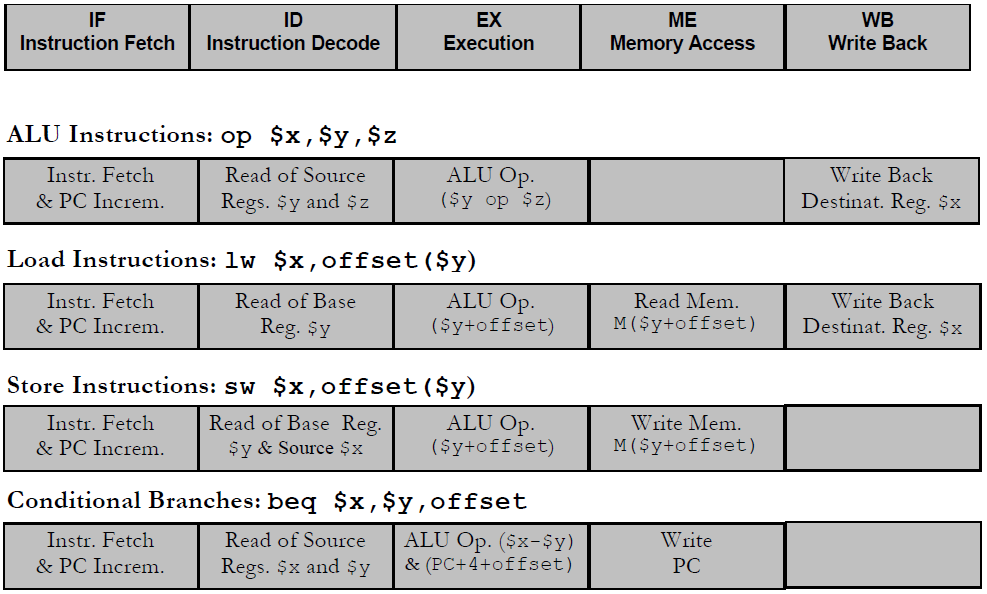 IF
Instruction Fetch
ID
Instruction Decode
EX
Execution
ME
Memory Access
WB
Write Back
ALU Instructions: op $x,$y,$z
Instr. Fetch
& PC Increm.
Read of Source
Regs. $y and $z
ALU Op.
($y op $z)
Write Back
Destinat. Reg. $x
Load Instructions: lw $x,offset($y)
Instr. Fetch
& PC Increm.
Read of Base
Reg. $y
ALU Op.
($y+offset)
Read Mem.
M($y+offset)
Write Back
Destinat. Reg. $x
Store Instructions: sw $x,offset($y)
Instr. Fetch
& PC Increm.
Read of Base Reg.
$y & Source $x
ALU Op.
($y+offset)
Write Mem.
M($y+offset)
Conditional Branches: beq $x,$y,offset
Instr. Fetch
& PC Increm.
Read of Source
Regs. $x and $y
ALU Op. ($x-$y)
& (PC+4+offset)
Write
PC